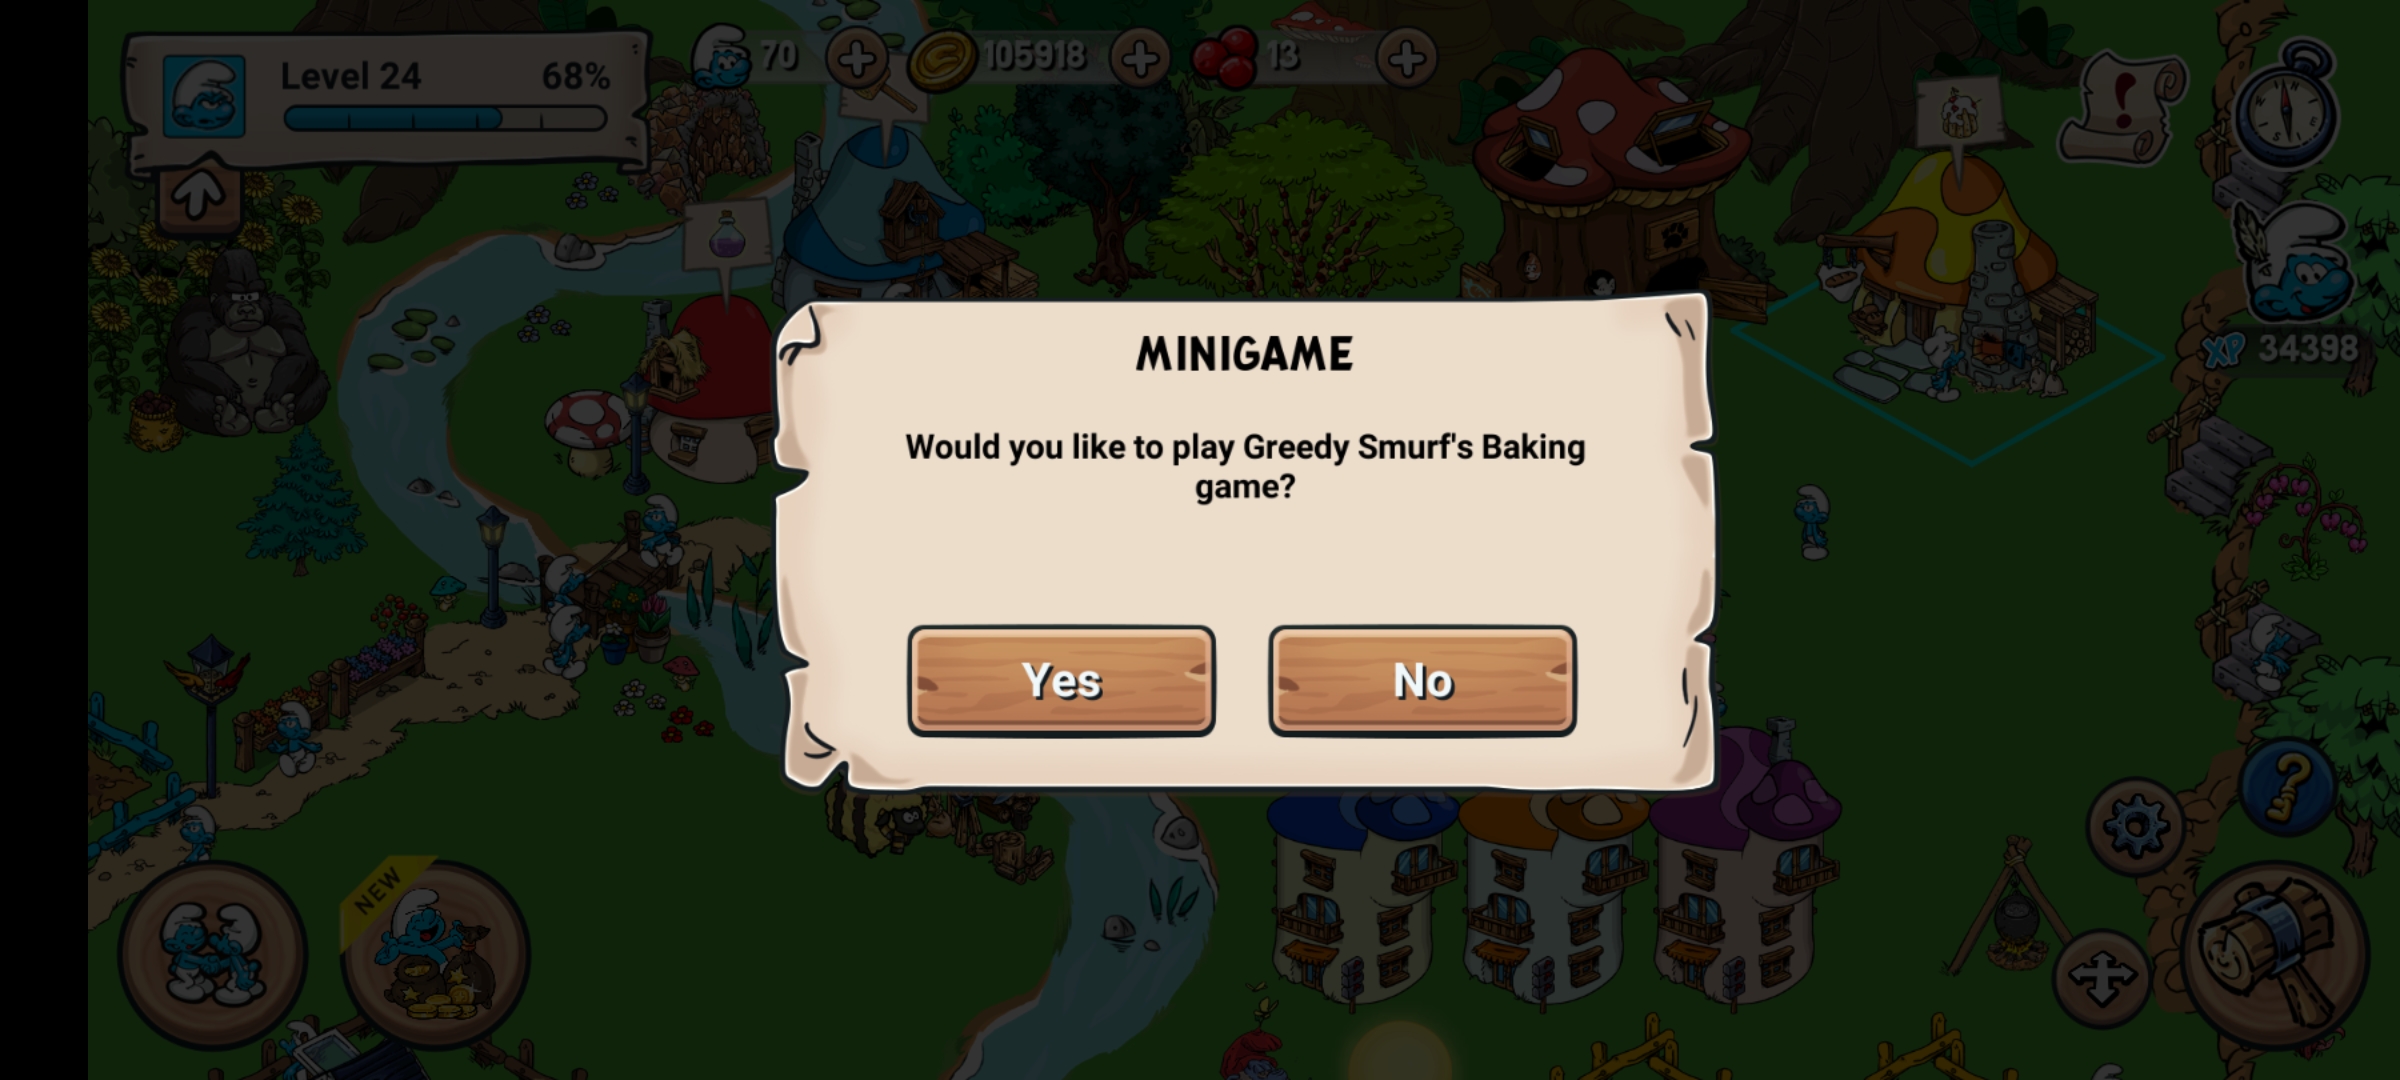 Level 24
68%
70
105918
13
XP 34398
MINIGAME
Would you like to play Greedy Smurf's Baking
game?
Yes
No
NEW